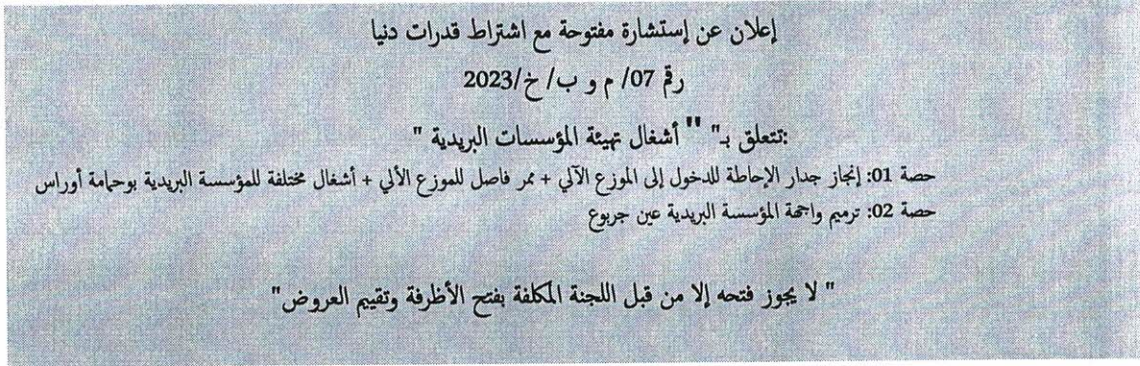 إعلان عن إستشارة مفتوحة مع اشتراط قدرات دنيا
رقم 07/ م و ب/ خ/2023
:تتعلق بـ" " أشغال تهيئة المؤسسات البريدية "
حصة 01: إنجاز جدار الإحاطة للدخول إلى الموزع الآلي + ممر فاصل للموزع الألي + أشغال مختلفة للمؤسسة البريدية بوحمامة أوراس
حصة 02: ترميم واجهة المؤسسة البريدية عين جربوع
" لا يجوز فتحه إلا من قبل اللجنة المكلفة بفتح الأظرفة وتقييم العروض"